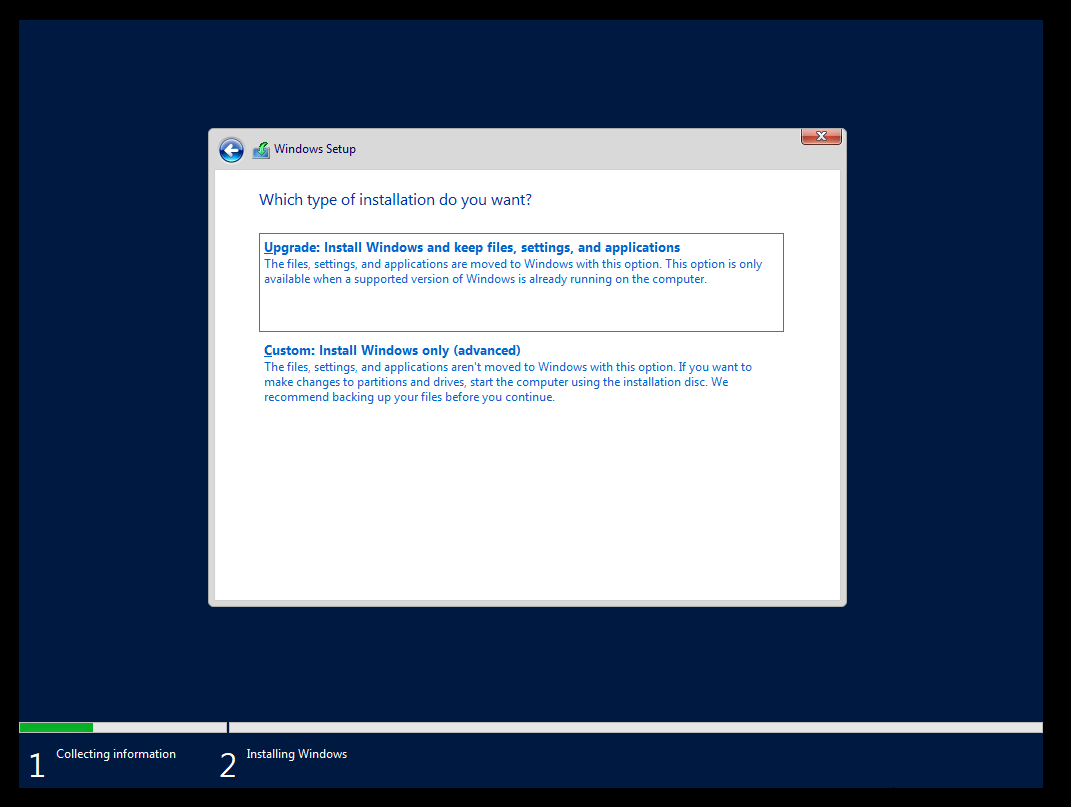 Windows Setup
Which type of installation do you want?
Upgrade: Install Windows and keep files, settings, and applications
The files, settings, and applications are moved to Windows with this option. This option is only
available when a supported version of Windows is already running on the computer.
Custom: Install Windows only (advanced)
The files, settings, and applications aren't moved to Windows with this option. If you want to
make changes to partitions and drives, start the computer using the installation disc. We
recommend backing up your files before you continue.
1 Collecting information 2 Installing Windows